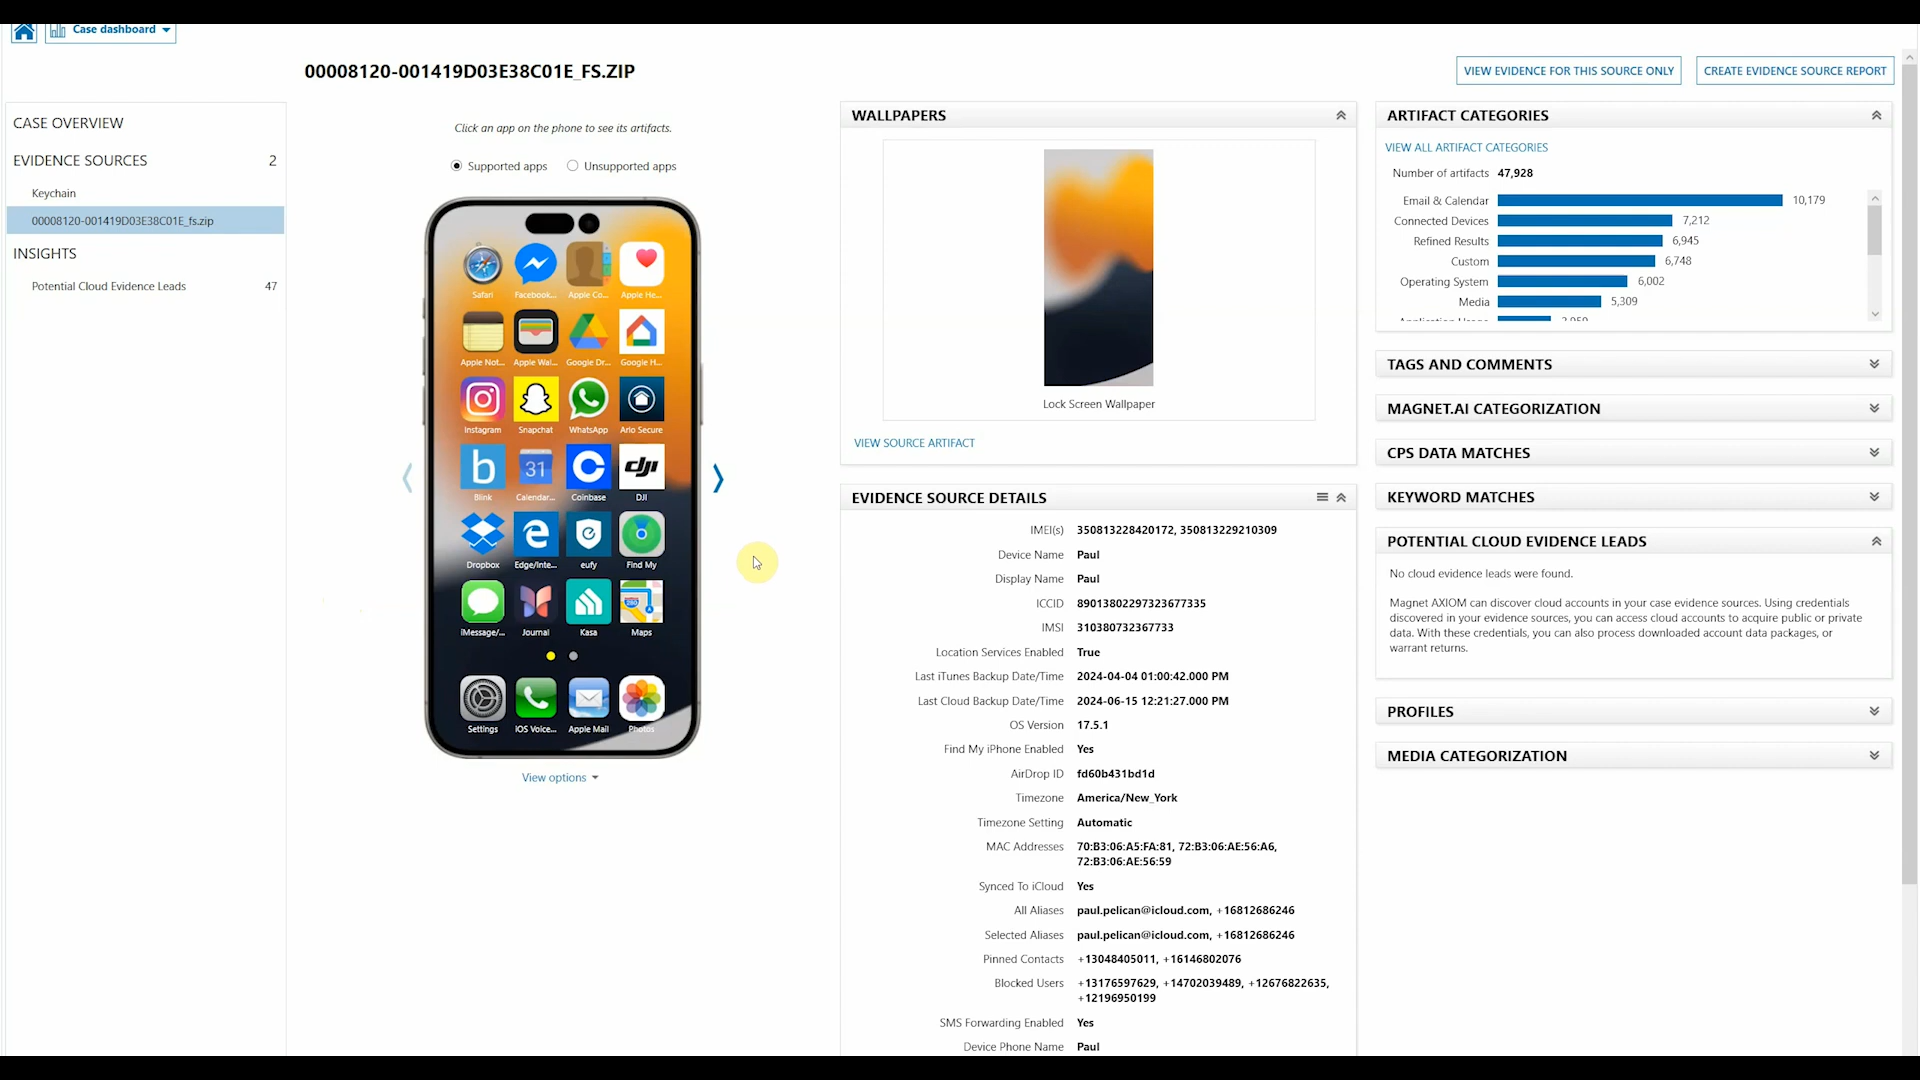 Case dashboard
00008120-001419D03E38C01E_FS.ZIP
VIEW EVIDENCE FOR THIS SOURCE ONLY
CREATE EVIDENCE SOURCE REPORT
CASE OVERVIEW
EVIDENCE SOURCES 2
Keychain
00008120-001419D03E38C01E_fs.zip
INSIGHTS
Potential Cloud Evidence Leads 47
Click an app on the phone to see its artifacts.
Supported apps Unsupported apps
Safari Facebook... Apple Co... Apple He...
Apple Not... Apple Wal... Google Dr... Google H...
Instagram Snapchat WhatsApp Arlo Secure
b 31 dji
Blink Calendar... Coinbase DJI
Dropbox Edge/Inte... eufy Find My
280
iMessage/... Journal Kasa Maps
Settings iOS Voice... Apple Mail Photos
View options
WALLPAPERS
Lock Screen Wallpaper
VIEW SOURCE ARTIFACT
EVIDENCE SOURCE DETAILS
IMEI(s) 350813228420172, 350813229210309
Device Name Paul
Display Name Paul
ICCID 89013802297323677335
IMSI 310380732367733
Location Services Enabled True
Last iTunes Backup Date/Time 2024-04-04 01:00:42.000 PM
Last Cloud Backup Date/Time 2024-06-15 12:21:27.000 PM
OS Version 17.5.1
Find My iPhone Enabled Yes
AirDrop ID fd60b431bd1d
Timezone America/New_York
Timezone Setting Automatic
MAC Addresses 70:B3:06:A5:FA:81, 72:B3:06:AE:56:A6,
72:B3:06:AE:56:59
Synced To iCloud Yes
All Aliases paul.pelican@icloud.com, +16812686246
Selected Aliases paul.pelican@icloud.com, +16812686246
Pinned Contacts +13048405011, +16146802076
Blocked Users +13176597629, +14702039489, +12676822635,
+12196950199
SMS Forwarding Enabled Yes
Device Phone Name Paul
ARTIFACT CATEGORIES
VIEW ALL ARTIFACT CATEGORIES
Number of artifacts 47,928
Email & Calendar 10,179
Connected Devices 7,212
Refined Results 6,945
Custom 6,748
Operating System 6,002
Media 5,309
TAGS AND COMMENTS
MAGNET.AI CATEGORIZATION
CPS DATA MATCHES
KEYWORD MATCHES
POTENTIAL CLOUD EVIDENCE LEADS
No cloud evidence leads were found.
Magnet AXIOM can discover cloud accounts in your case evidence sources. Using credentials
discovered in your evidence sources, you can access cloud accounts to acquire public or private
data. With these credentials, you can also process downloaded account data packages, or
warrant returns.
PROFILES
MEDIA CATEGORIZATION